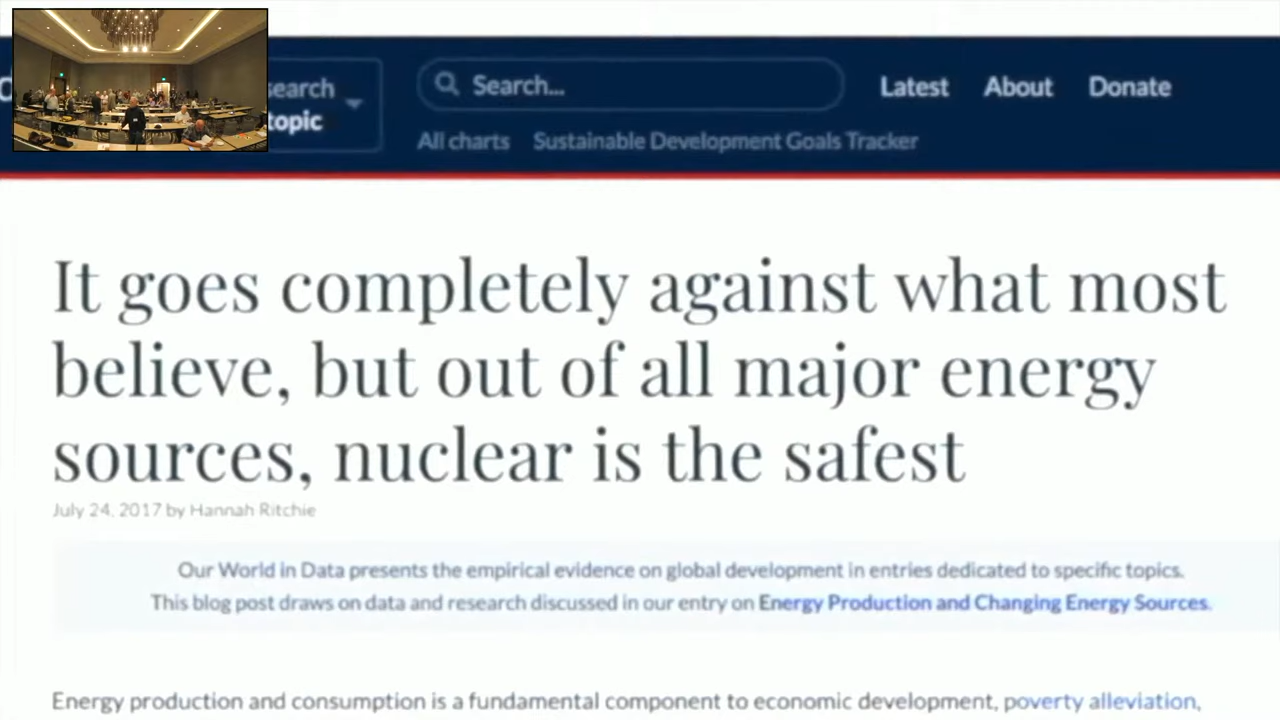 search
topic
Search...
Latest
About
Donate
All charts
Sustainable Development Goals Tracker
It goes completely against what most
believe, but out of all major energy
sources, nuclear is the safest
July 24, 2017 by Hannah Ritchie
Our World in Data presents the empirical evidence on global development in entries dedicated to specific topics.
This blog post draws on data and research discussed in our entry on Energy Production and Changing Energy Sources.
Energy production and consumption is a fundamental component to economic development, poverty alleviation,